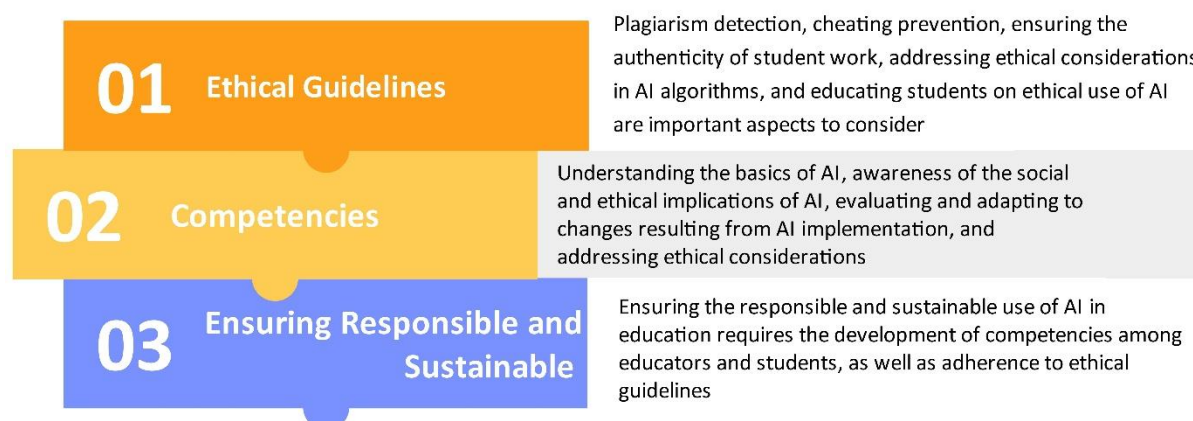 01
Ethical Guidelines
Plagiarism detection, cheating prevention, ensuring the
authenticity of student work, addressing ethical considerations
in AI algorithms, and educating students on ethical use of AI
are important aspects to consider
02
Competencies
Understanding the basics of AI, awareness of the social
and ethical implications of AI, evaluating and adapting to
changes resulting from AI implementation, and
addressing ethical considerations
03
Ensuring Responsible and
Sustainable
Ensuring the responsible and sustainable use of AI in
education requires the development of competencies among
educators and students, as well as adherence to ethical
guidelines